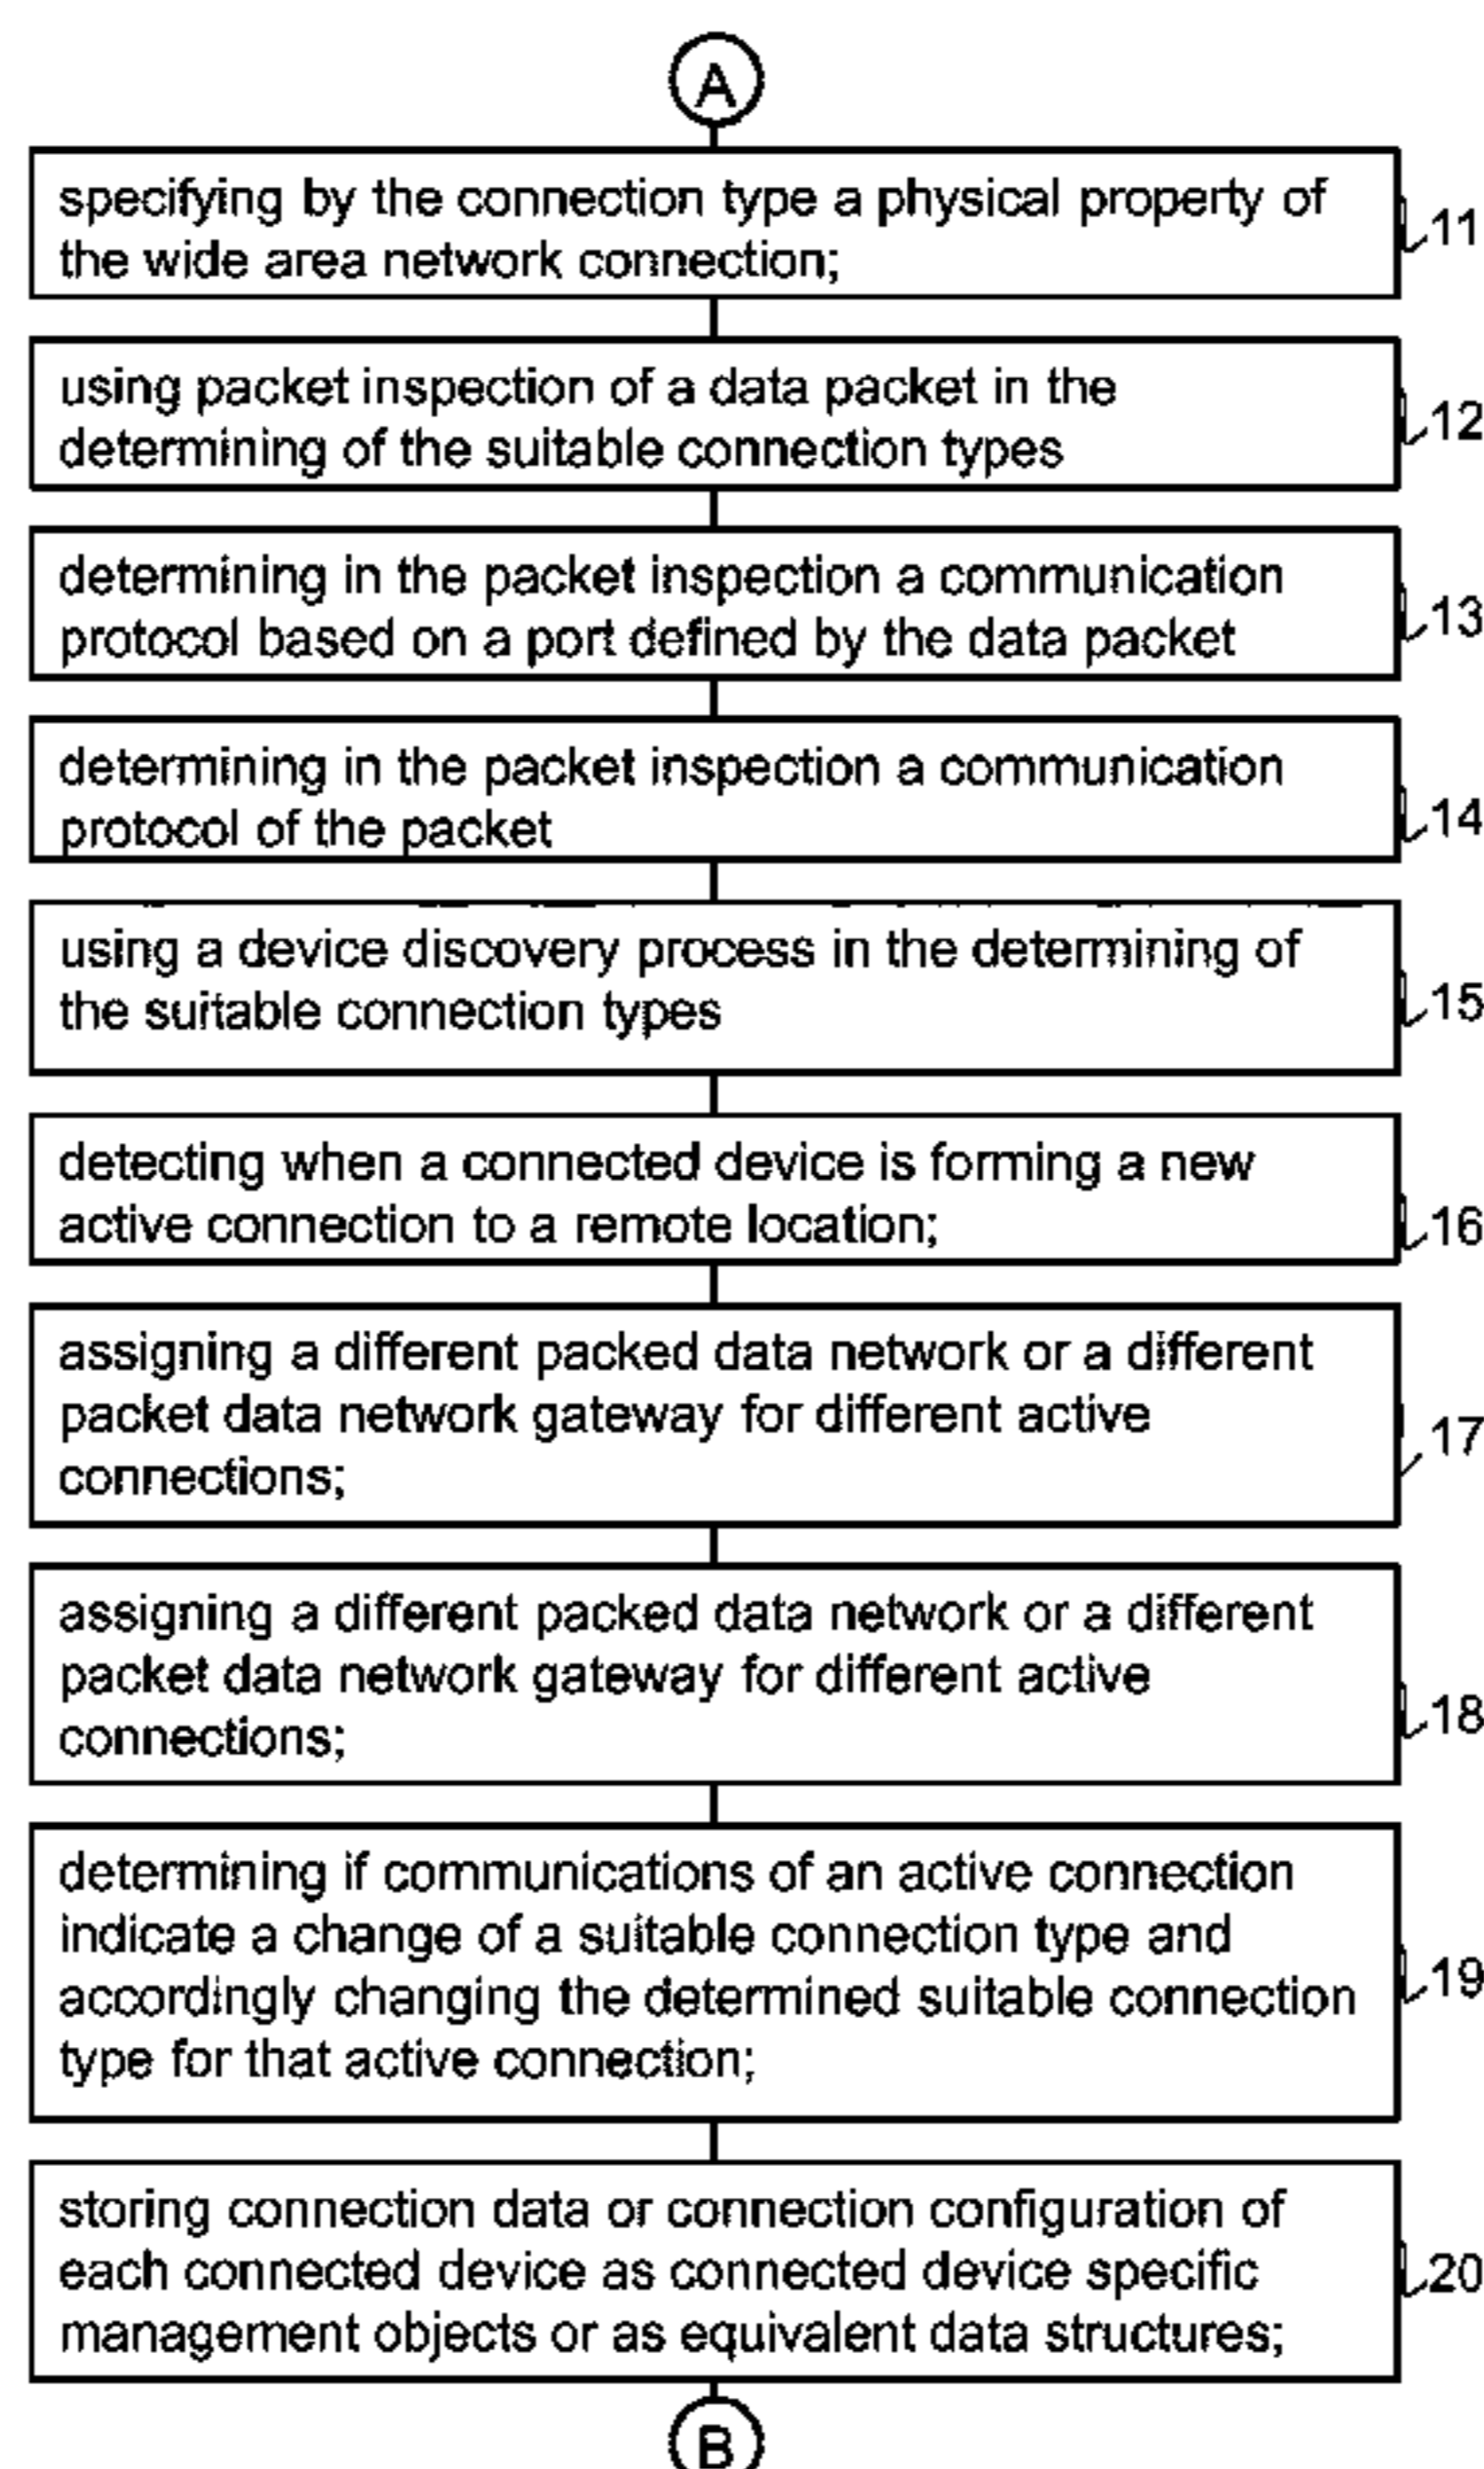 A
specifying by the connection type a physical property of
the wide area network connection;
11
using packet inspection of a data packet in the
determining of the suitable connection types
12
determining in the packet inspection a communication
protocol based on a port defined by the data packet
13
determining in the packet inspection a communication
protocol of the packet
14
using a device discovery process in the determining of
the suitable connection types
15
detecting when a connected device is forming a new
active connection to a remote location;
16
assigning a different packed data network or a different
packet data network gateway for different active
connections;
17
assigning a different packed data network or a different
packet data network gateway for different active
connections;
18
determining if communications of an active connection
indicate a change of a suitable connection type and
accordingly changing the determined suitable connection
type for that active connection;
19
storing connection data or connection configuration of
each connected device as connected device specific
management objects or as equivalent data structures;
20
B